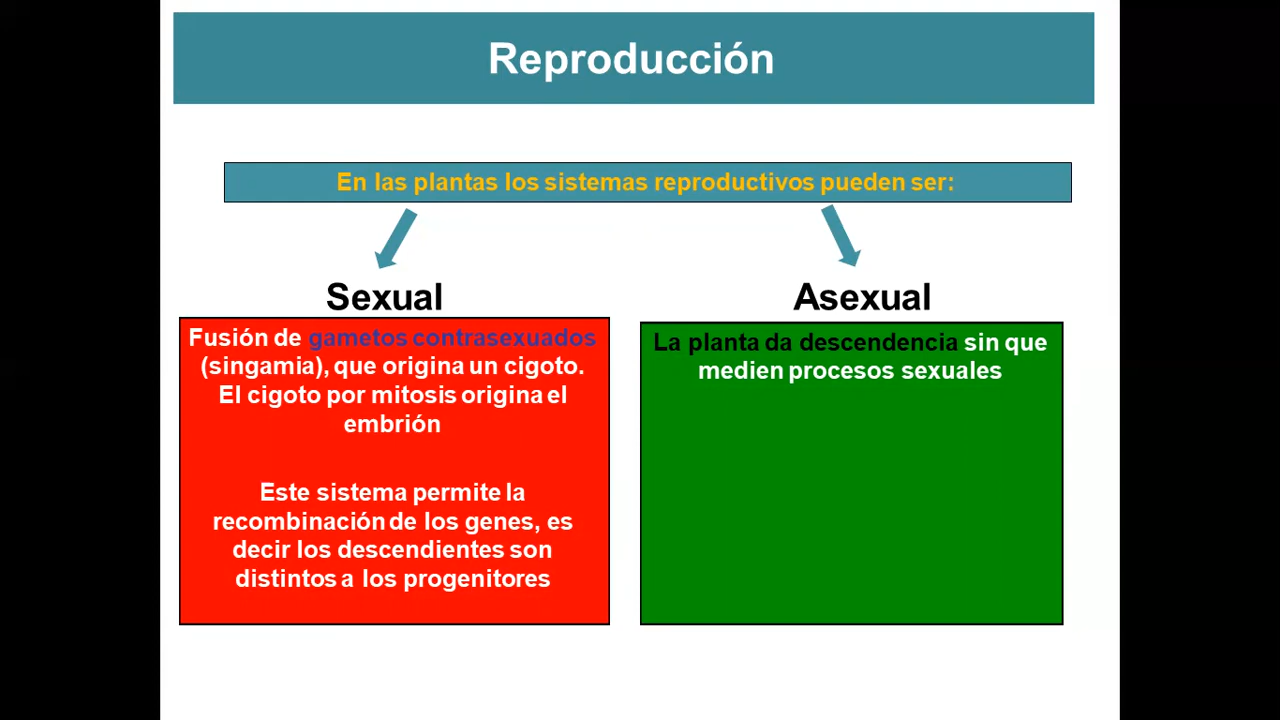 Reproducción
En las plantas los sistemas reproductivos pueden ser:
Sexual
Fusión de gametos contrasexuados
(singamia), que origina un cigoto.
El cigoto por mitosis origina el
embrión
Este sistema permite la
recombinación de los genes, es
decir los descendientes son
distintos a los progenitores
Asexual
La planta da descendencia sin que
medien procesos sexuales